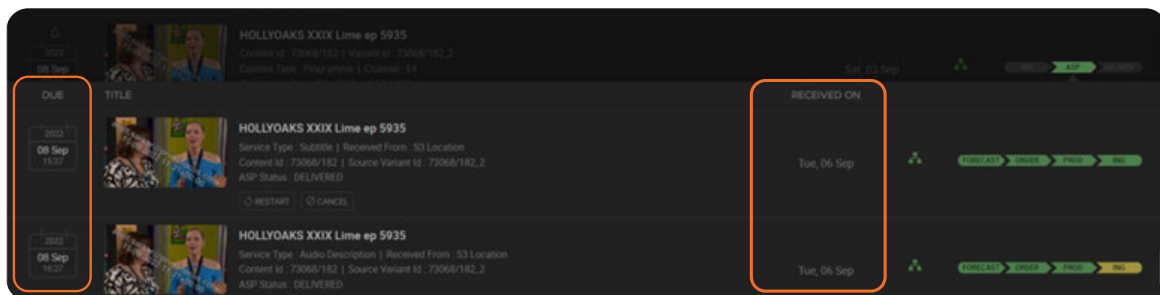 2022
08 Sep
HOLLYOAKS XXIX Lime ep 5935
Content Id : 73068/182 | Variant Id : 73068/182_2
Content Type : Programme | Channel : E4
Sat, 03 Sep
ASP
DUE
TITLE
RECEIVED ON
2022
08 Sep
15:27
HOLLYOAKS XXIX Lime ep 5935
Service Type : Subtitle | Received From : S3 Location
Content Id : 73068/182 | Source Variant Id : 73068/182_2
ASP Status : DELIVERED
RESTART
CANCEL
Tue, 06 Sep
FORECAST
ORDER
PROD
ING
2022
08 Sep
16:27
HOLLYOAKS XXIX Lime ep 5935
Service Type : Audio Description | Received From : S3 Location
Content Id : 73068/182 | Source Variant Id : 73068/182_2
ASP Status : DELIVERED
Tue, 06 Sep
FORECAST
ORDER
PROD
ING